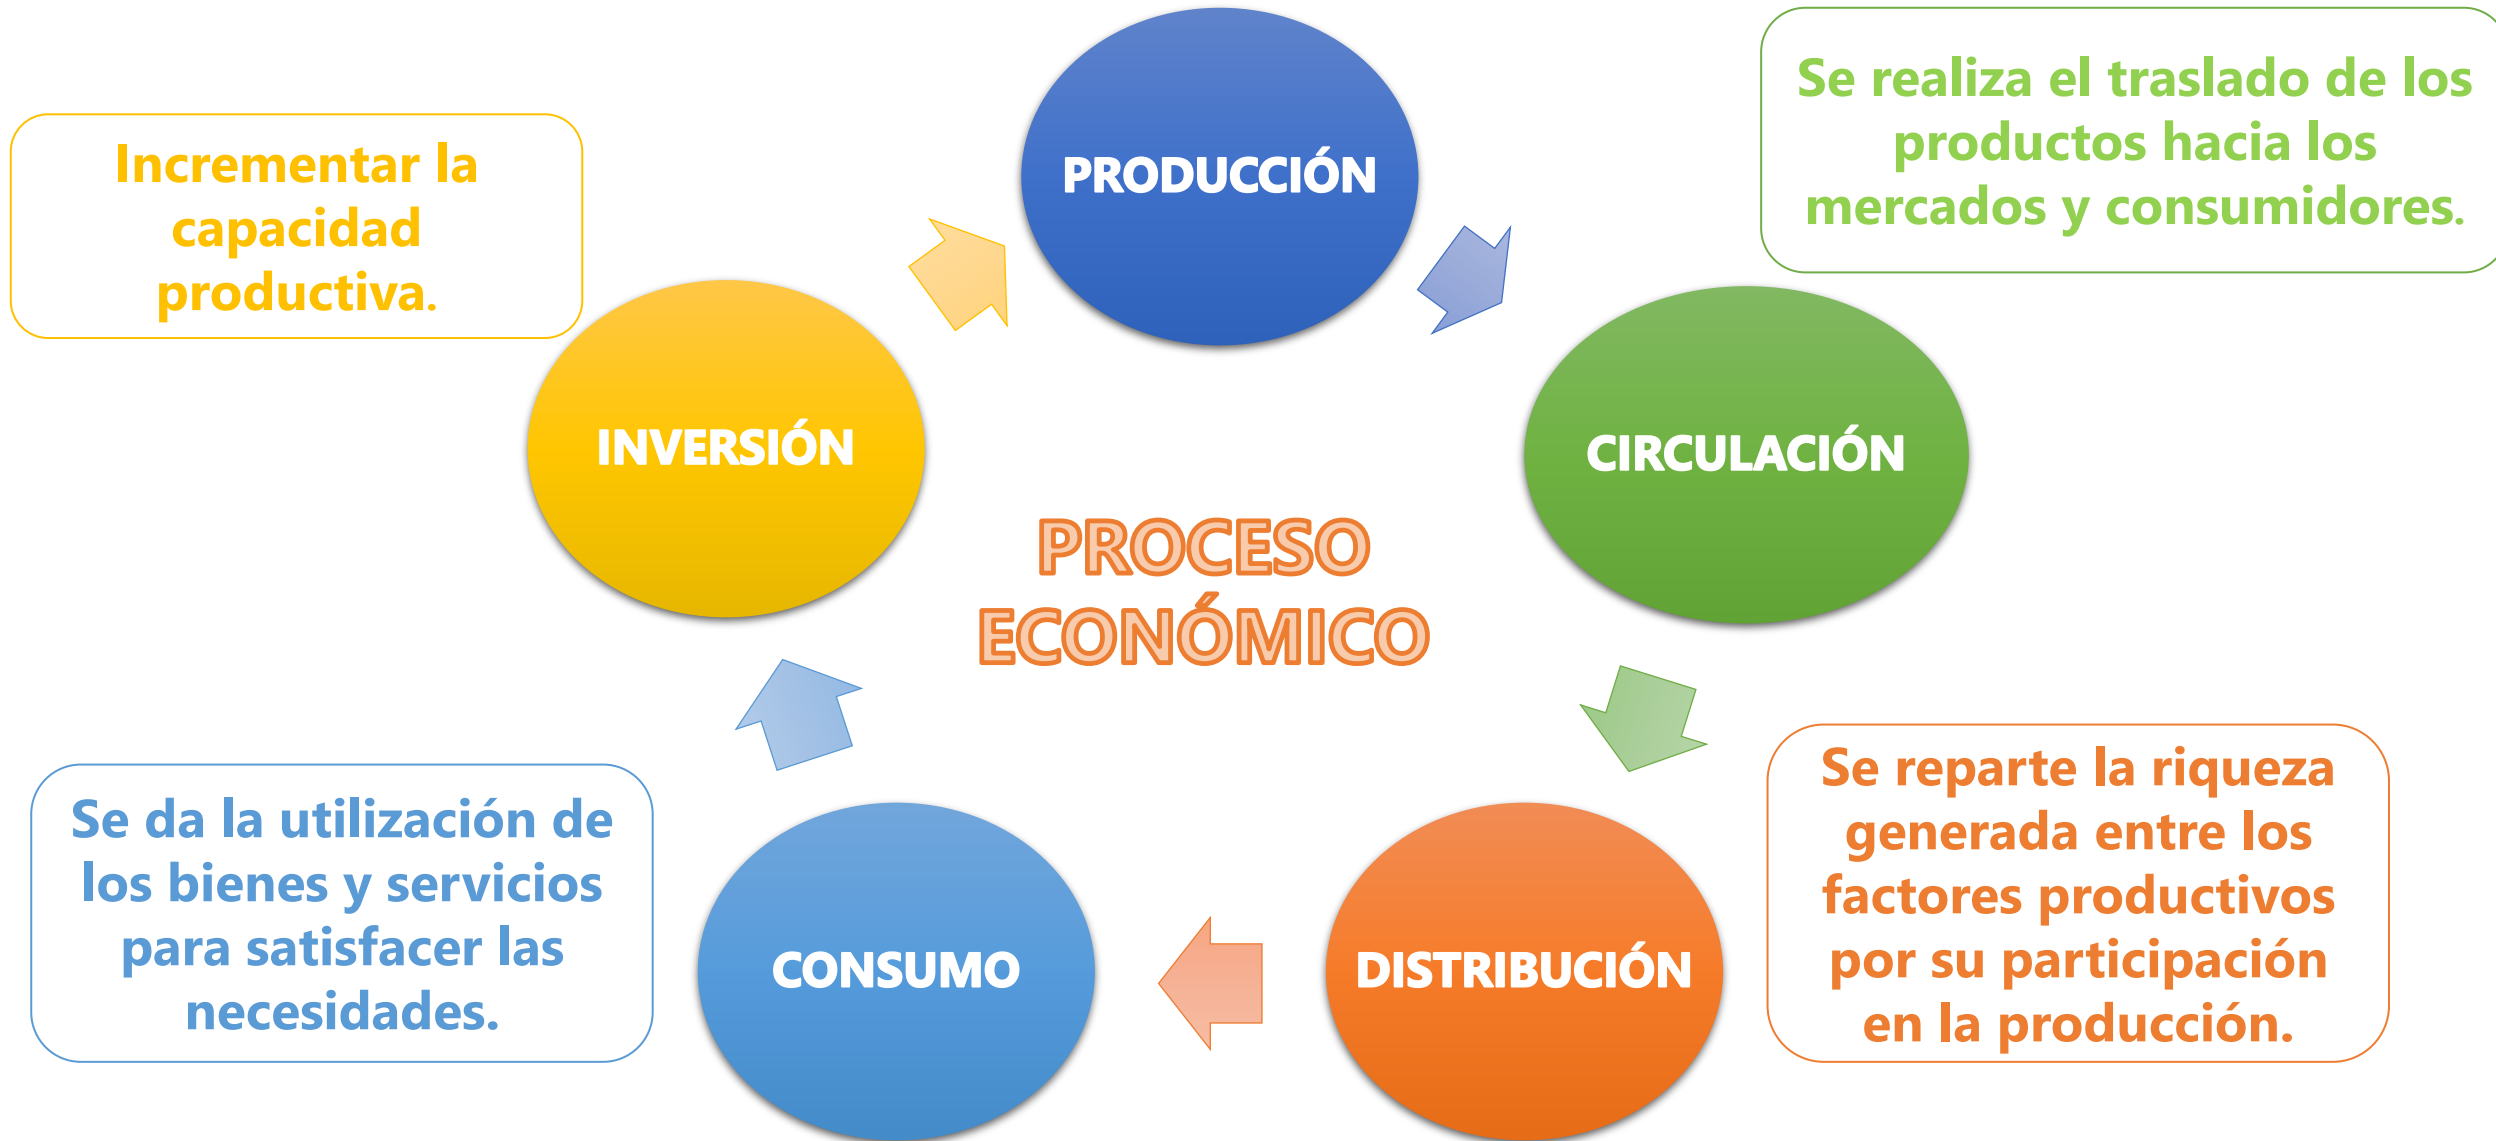 PRODUCCIÓN
Se realiza el traslado de los
productos hacia los
mercados y consumidores.
Incrementar la
capacidad
productiva.
INVERSIÓN
CIRCULACIÓN
PROCESO
ECONÓMICO
Se da la utilización de
los bienes y servicios
para satisfacer las
necesidades.
Se reparte la riqueza
generada entre los
factores productivos
por su participación
en la producción.
CONSUMO
DISTRIBUCIÓN